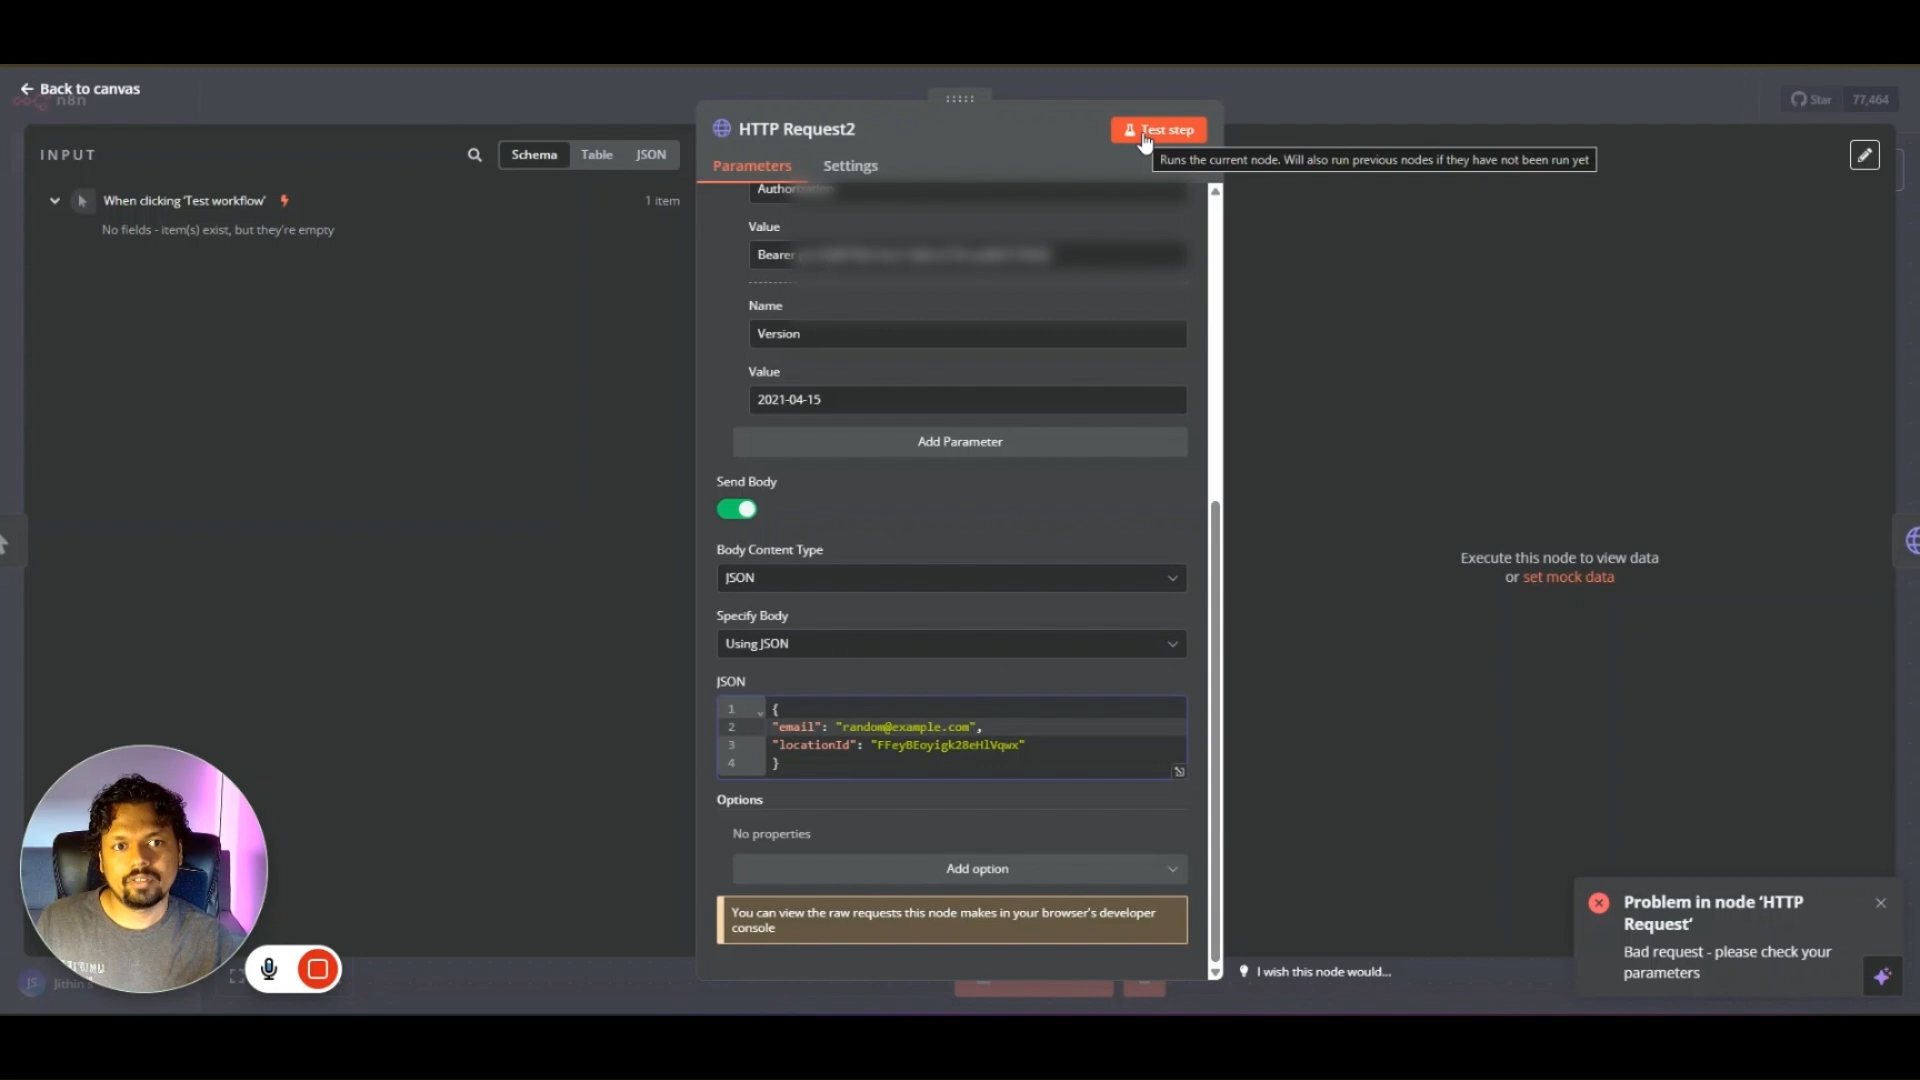 Back to canvas
n8n
Star
77,464
INPUT
Schema
Table
JSON
When clicking 'Test workflow'
1 item
No fields - item(s) exist, but they're empty
HTTP Request2
Test step
Runs the current node. Will also run previous nodes if they have not been run yet
Parameters
Settings
Value
Bearer
Name
Version
Value
2021-04-15
Add Parameter
Send Body
Body Content Type
JSON
Specify Body
Using JSON
JSON
1 {
2 "email": "random@example.com",
3 "locationId": "FFeyBEoyigk28eHlVqwx"
4 }
Options
No properties
Add option
You can view the raw requests this node makes in your browser's developer
console
Execute this node to view data
or set mock data
I wish this node would...
Problem in node 'HTTP
Request'
Bad request - please check your
parameters
JS
Jithin